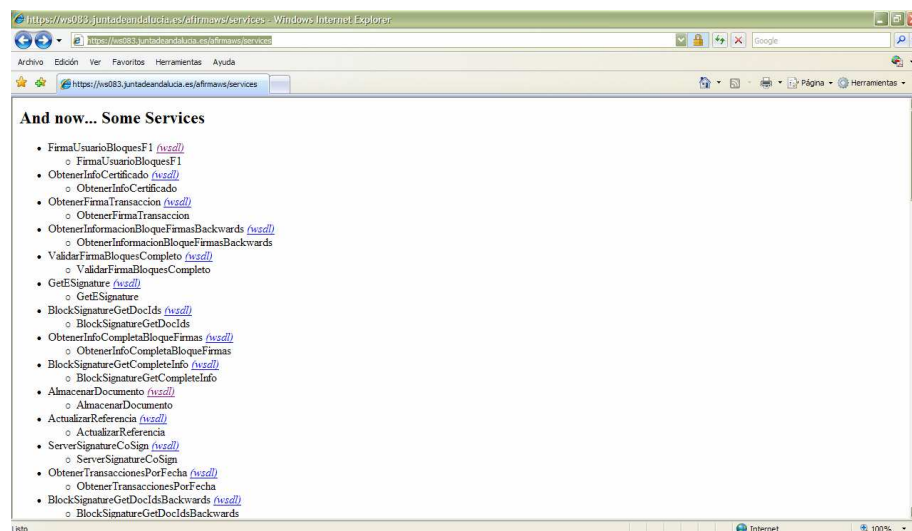 https://ws083.juntadeandalucia.es/afirmaws/services - Windows Internet Explorer
https://ws083.juntadeandalucia.es/afirmaws/services
Google
Archivo Edición Ver Favoritos Herramientas Ayuda
https://ws083.juntadeandalucia.es/afirmaws/services
Página
Herramientas
And now... Some Services
FirmaUsuarioBloquesF1 (wsdl)
FirmaUsuarioBloquesF1
ObtenerInfoCertificado (wsdl)
ObtenerInfoCertificado
ObtenerFirmaTransaccion (wsdl)
ObtenerFirmaTransaccion
ObtenerInformacionBloqueFirmasBackwards (wsdl)
ObtenerInformacionBloqueFirmasBackwards
ValidarFirmaBloquesCompleto (wsdl)
ValidarFirmaBloquesCompleto
GetESignature (wsdl)
GetESignature
BlockSignatureGetDocIds (wsdl)
BlockSignatureGetDocIds
ObtenerInfoCompletaBloqueFirmas (wsdl)
ObtenerInfoCompletaBloqueFirmas
BlockSignatureGetCompleteInfo (wsdl)
BlockSignatureGetCompleteInfo
AlmacenarDocumento (wsdl)
AlmacenarDocumento
ActualizarReferencia (wsdl)
ActualizarReferencia
ServerSignatureCoSign (wsdl)
ServerSignatureCoSign
ObtenerTransaccionesPorFecha (wsdl)
ObtenerTransaccionesPorFecha
BlockSignatureGetDocIdsBackwards (wsdl)
BlockSignatureGetDocIdsBackwards
Listo Internet 100%